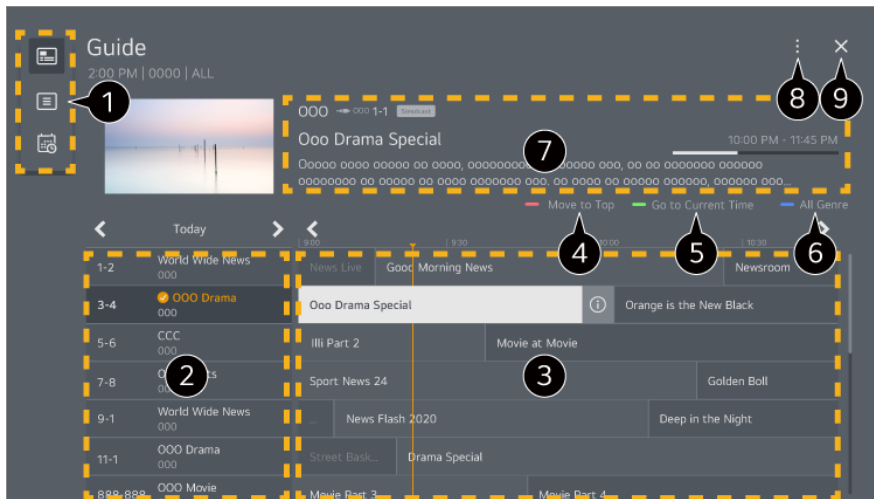 Guide
2:00 PM | 0000 | ALL
1
8
9
OOO 000 1-1 Simulcast
Ooo Drama Special
7
10:00 PM - 11:45 PM
Ooooo oooo ooooo oo oooo, ooo, oo oo ooooooo oooooo
oooooooo oo ooooo oo oooo oooooooo ooo, oo oooo oo ooooo oooooo, oooooo ooo...
Move to Top
Go to Current Time
All Genre
4
5
6
Today
9:00
9:30
10:00
10:30
1-2
World Wide News
000
News Live
Good Morning News
Newsroom
3-4
OOO Drama
000
Ooo Drama Special
Orange is the New Black
5-6
CCC
000
Illi Part 2
Movie at Movie
7-8
2
Sport News 24
3
Golden Boll
9-1
World Wide News
000
...
News Flash 2020
Deep in the Night
11-1
OOO Drama
000
Street Bask...
Drama Special
888-888
OOO Movie
Movie Part 3
Movie Part 4